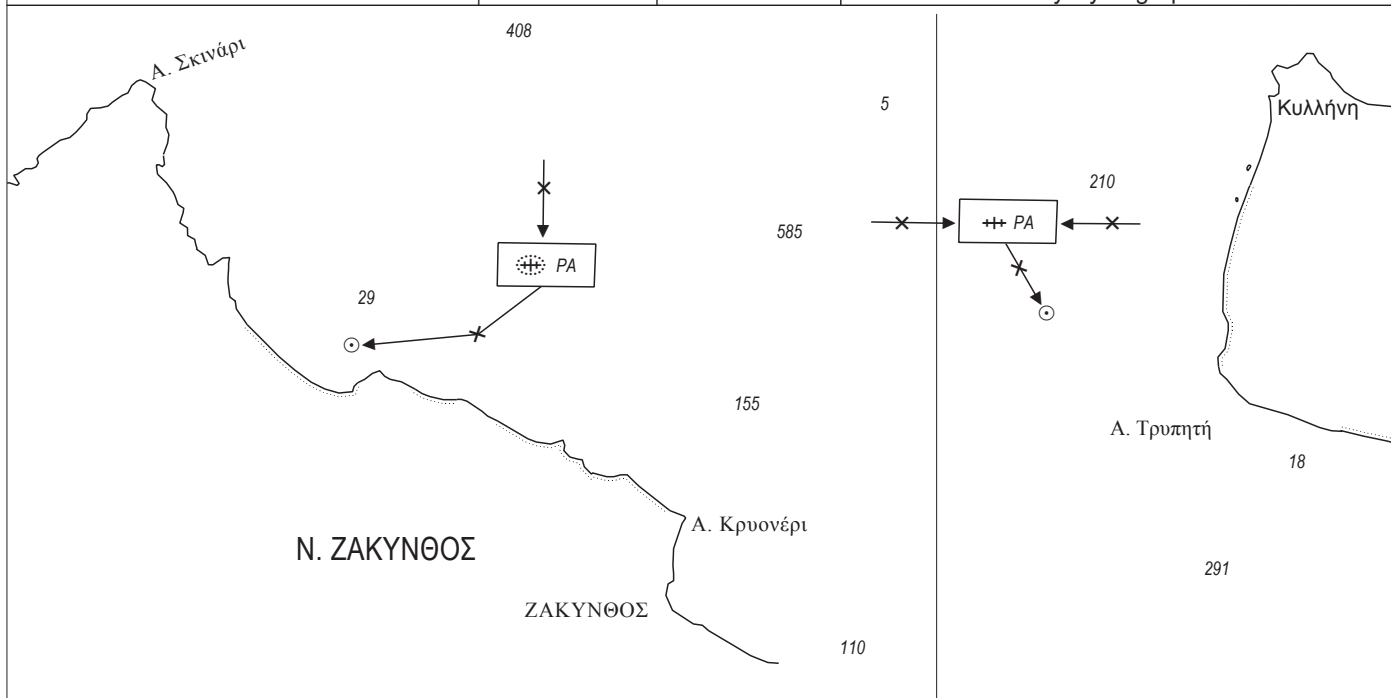 408
Α. Σκινάρι
5
Κυλλήνη
210
585
PA
PA
29
155
Α. Τρυπητή
18
Α. Κρυονέρι
Ν. ΖΑΚΥΝΘΟΣ
291
ΖΑΚΥΝΘΟΣ
110